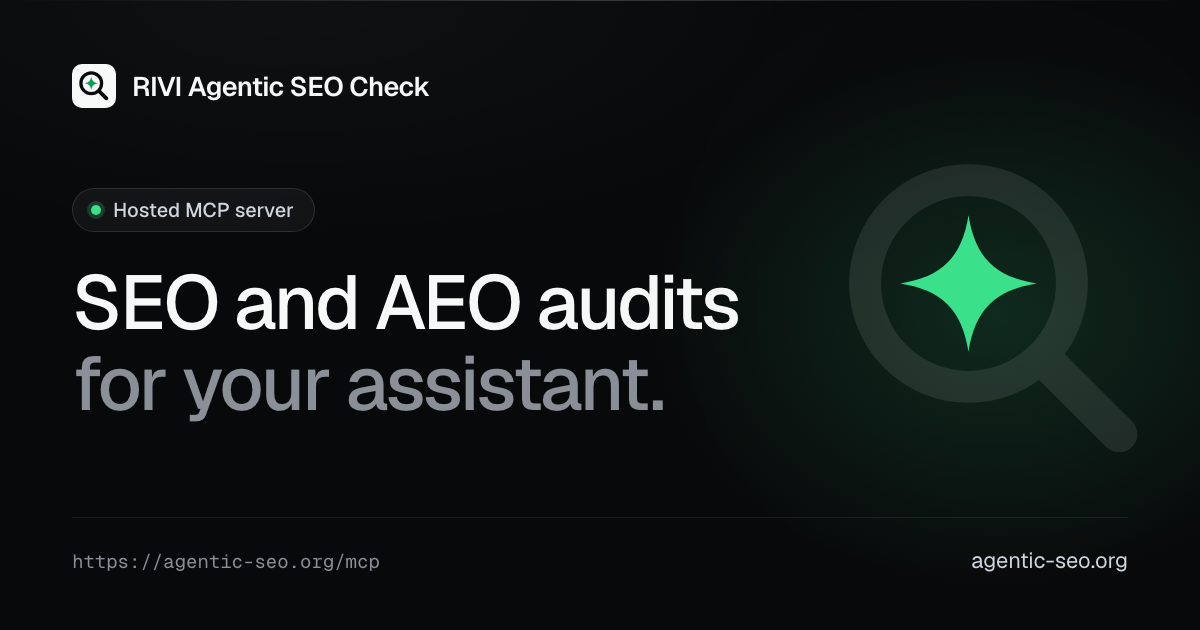 RIVI Agentic SEO Check
Hosted MCP server
SEO and AEO audits
for your assistant.
https://agentic-seo.org/mcp
agentic-seo.org